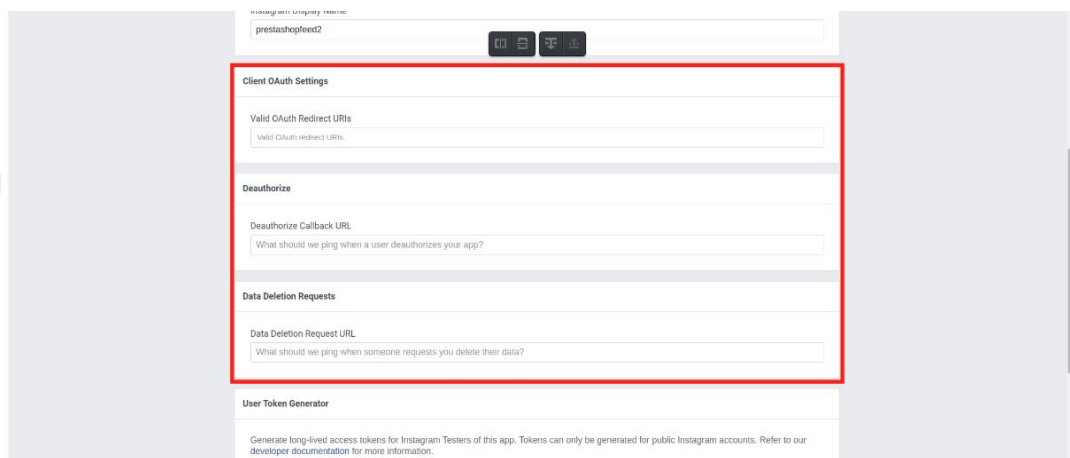 Instagram Display Name
prestashopfeed2
Client OAuth Settings
Valid OAuth Redirect URIs
Valid OAuth redirect URIs.
Deauthorize
Deauthorize Callback URL
What should we ping when a user deauthorizes your app?
Data Deletion Requests
Data Deletion Request URL
What should we ping when someone requests you delete their data?
User Token Generator
Generate long-lived access tokens for Instagram Testers of this app. Tokens can only be generated for public Instagram accounts. Refer to our
developer documentation for more information.